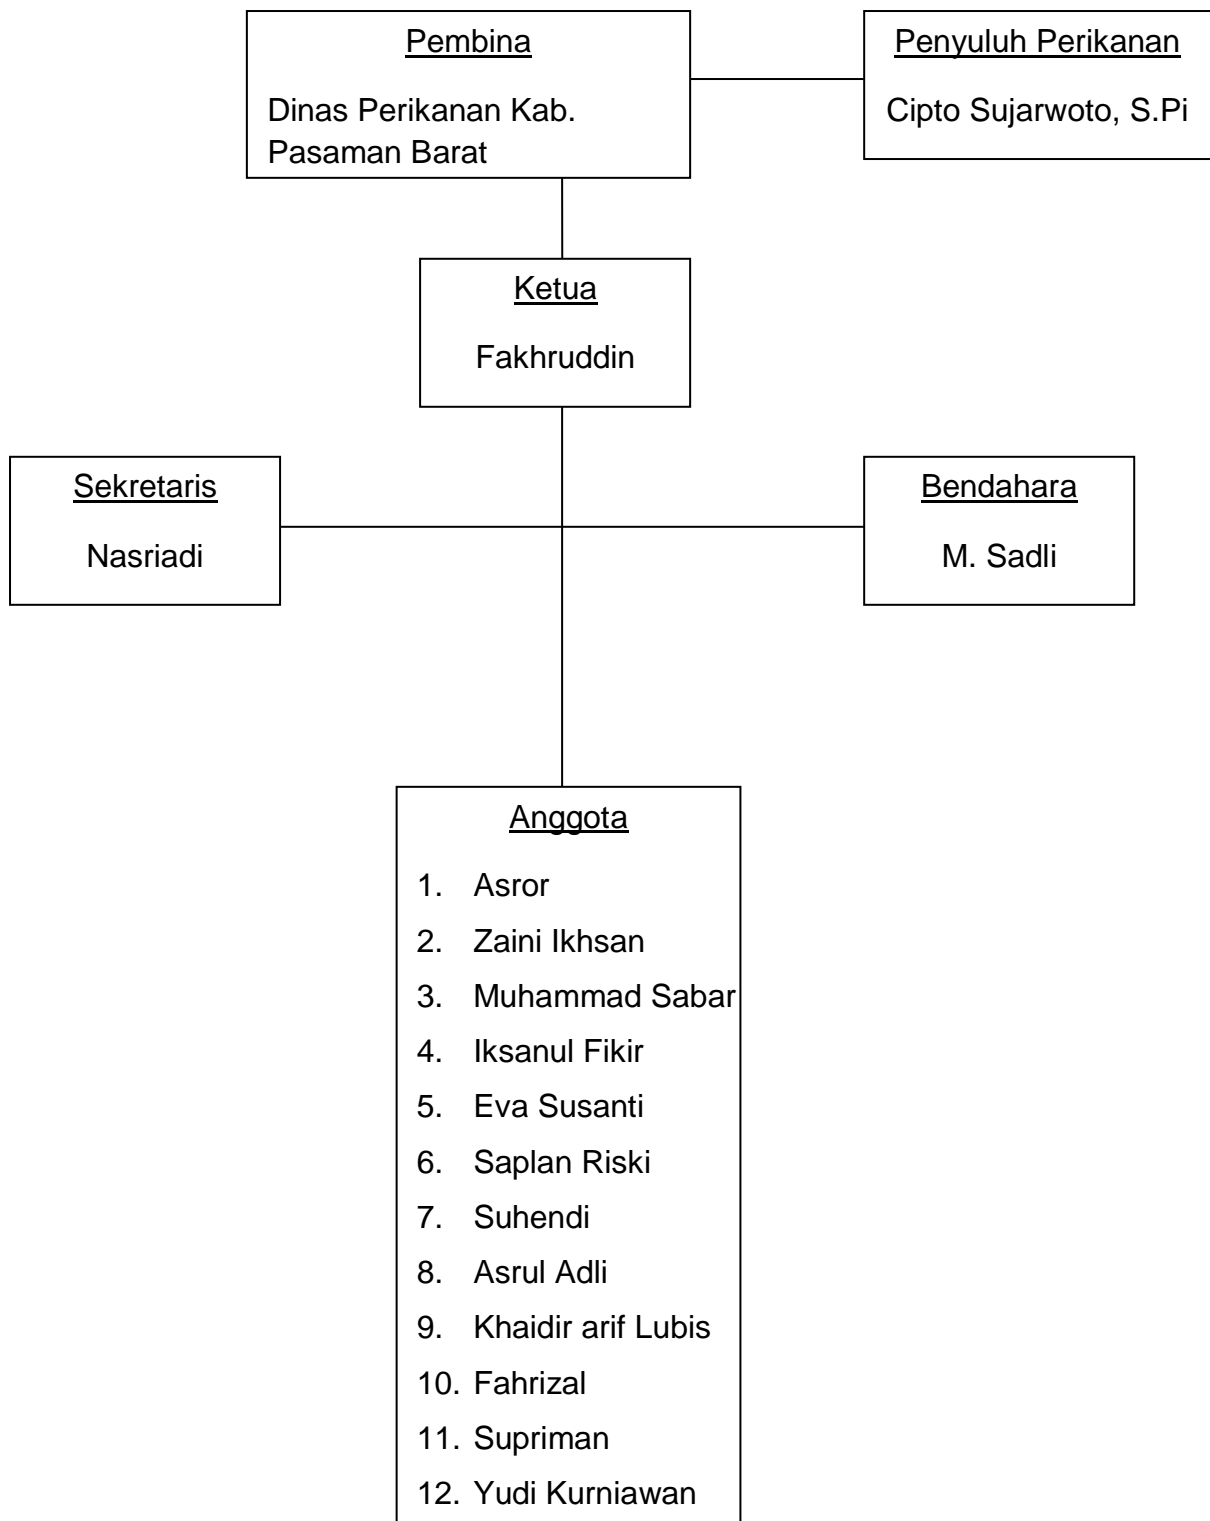 Pembina
Dinas Perikanan Kab.
Pasaman Barat
Penyuluh Perikanan
Cipto Sujarwoto, S.Pi
Ketua
Fakhruddin
Sekretaris
Nasriadi
Bendahara
M. Sadli
Anggota
1. Asror
2. Zaini Ikhsan
3. Muhammad Sabar
4. Iksanul Fikir
5. Eva Susanti
6. Saplan Riski
7. Suhendi
8. Asrul Adli
9. Khaidir arif Lubis
10. Fahrizal
11. Supriman
12. Yudi Kurniawan